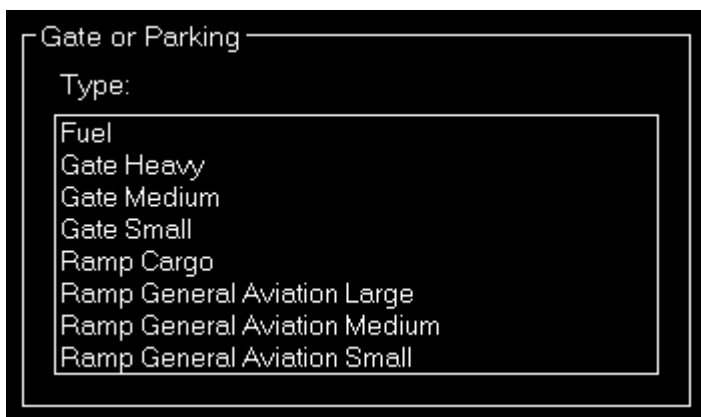 Gate or Parking
Type:
Fuel
Gate Heavy
Gate Medium
Gate Small
Ramp Cargo
Ramp General Aviation Large
Ramp General Aviation Medium
Ramp General Aviation Small